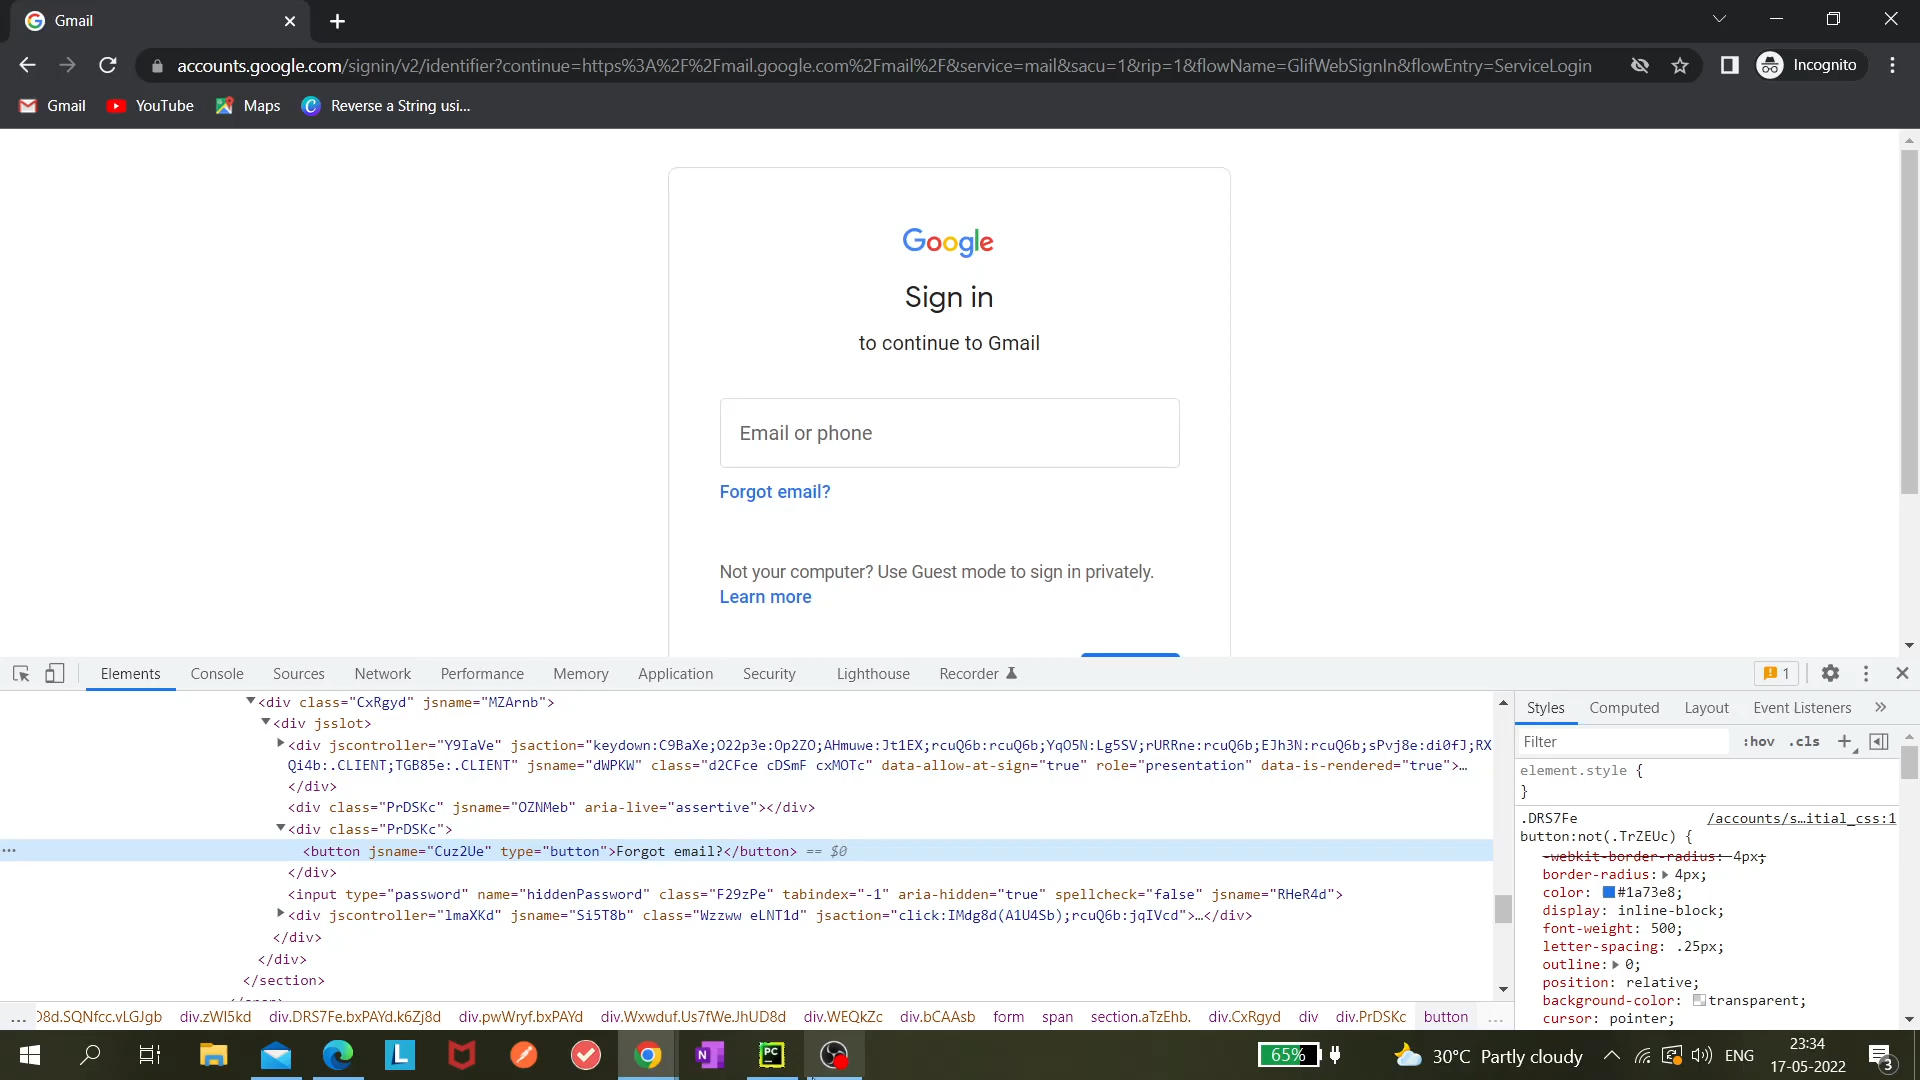 Gmail
accounts.google.com/signin/v2/identifier?continue=https%3A%2F%2Fmail.google.com%2Fmail%2F&service=mail&sacu=1&rip=1&flowName=GlifWebSignIn&flowEntry=ServiceLogin
Incognito
Gmail YouTube Maps Reverse a String usi...
Google
Sign in
to continue to Gmail
Email or phone
Forgot email?
Not your computer? Use Guest mode to sign in privately.
Learn more
Elements Console Sources Network Performance Memory Application Security Lighthouse Recorder 1
<div class="CxRgyd" jsname="MZArnb">
<div jsslot>
<div jscontroller="Y9IaVe" jsaction="keydown:C9BaXe;O22p3e:Op2ZO;AHmuwe:Jt1EX;rcuQ6b:rcuQ6b;YqO5N:Lg5SV;rURRne:rcuQ6b;EJh3N:rcuQ6b;sPvj8e:di0fJ;RX
Qi4b:.CLIENT;TGB85e:.CLIENT" jsname="dWPKW" class="d2CFce cDSmF cxMOTc" data-allow-at-sign="true" role="presentation" data-is-rendered="true">…
</div>
<div class="PrDSKc" jsname="OZNMeb" aria-live="assertive"></div>
<div class="PrDSKc">
... <button jsname="Cuz2Ue" type="button">Forgot email?</button> == $0
</div>
<input type="password" name="hiddenPassword" class="F29zPe" tabindex="-1" aria-hidden="true" spellcheck="false" jsname="RHeR4d">
<div jscontroller="lmaXKd" jsname="Si5T8b" class="Wzzww eLNT1d" jsaction="click:IMdg8d(A1U4Sb);rcuQ6b:jqIVcd">…</div>
</div>
</div>
</section>
... D8d.SQNfcc.vLGJgb div.zWl5kd div.DRS7Fe.bxPAYd.k6Zj8d div.pwWryf.bxPAYd div.Wxwduf.Us7fWe.JhUD8d div.WEQkZc div.bCAAsb form span section.aTzEhb. div.CxRgyd div div.PrDSKc button ...
Styles Computed Layout Event Listeners »
Filter :hov .cls +
element.style {
}
.DRS7Fe /accounts/s…itial_css:1
button:not(.TrZEUc) {
-webkit-border-radius: 4px;
border-radius: 4px;
color: #1a73e8;
display: inline-block;
font-weight: 500;
letter-spacing: .25px;
outline: 0;
position: relative;
background-color: transparent;
cursor: pointer;
L N PC 65% 30°C Partly cloudy ENG 23:34
17-05-2022 3